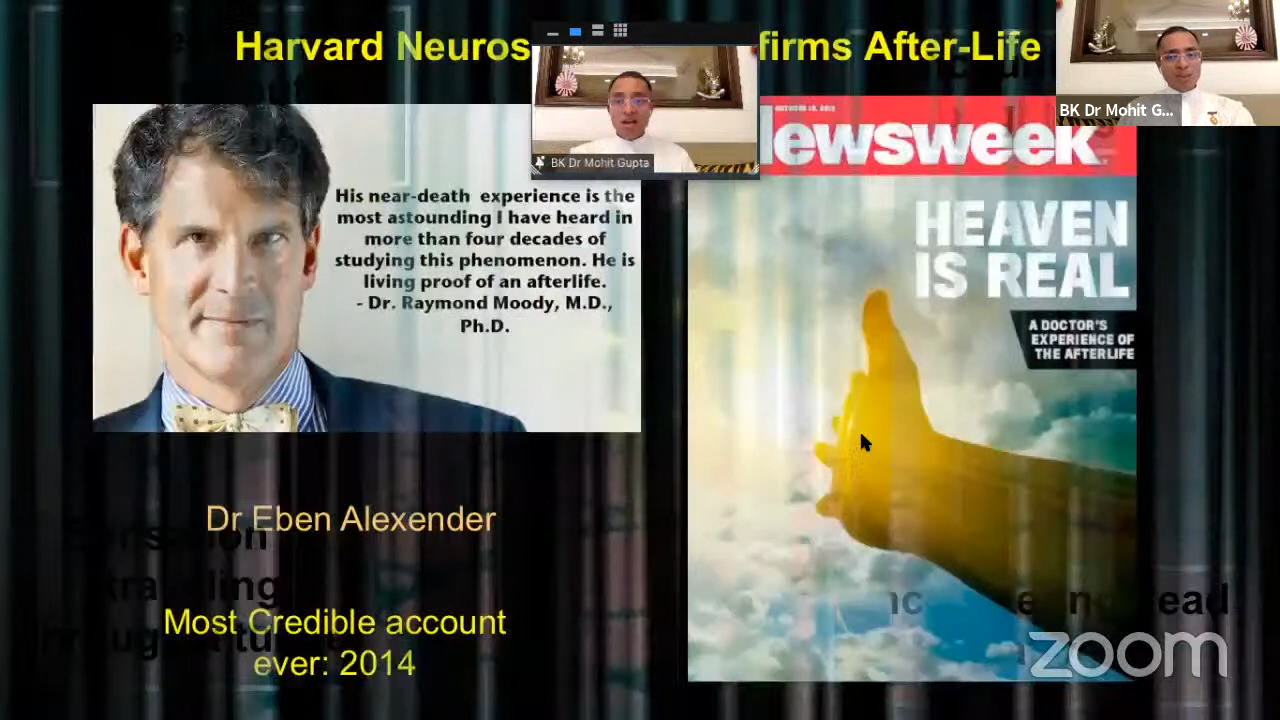 Harvard Neuros firms After-Life
BK Dr Mohit Gupta
BK Dr Mohit G...
His near-death experience is the
most astounding I have heard in
more than four decades of
studying this phenomenon. He is
living proof of an afterlife.
- Dr. Raymond Moody, M.D.,
Ph.D.
ewsweek
HEAVEN
IS REAL
A DOCTOR'S
EXPERIENCE OF
THE AFTERLIFE
Dr Eben Alexender
Most Credible account
ever: 2014
zoom